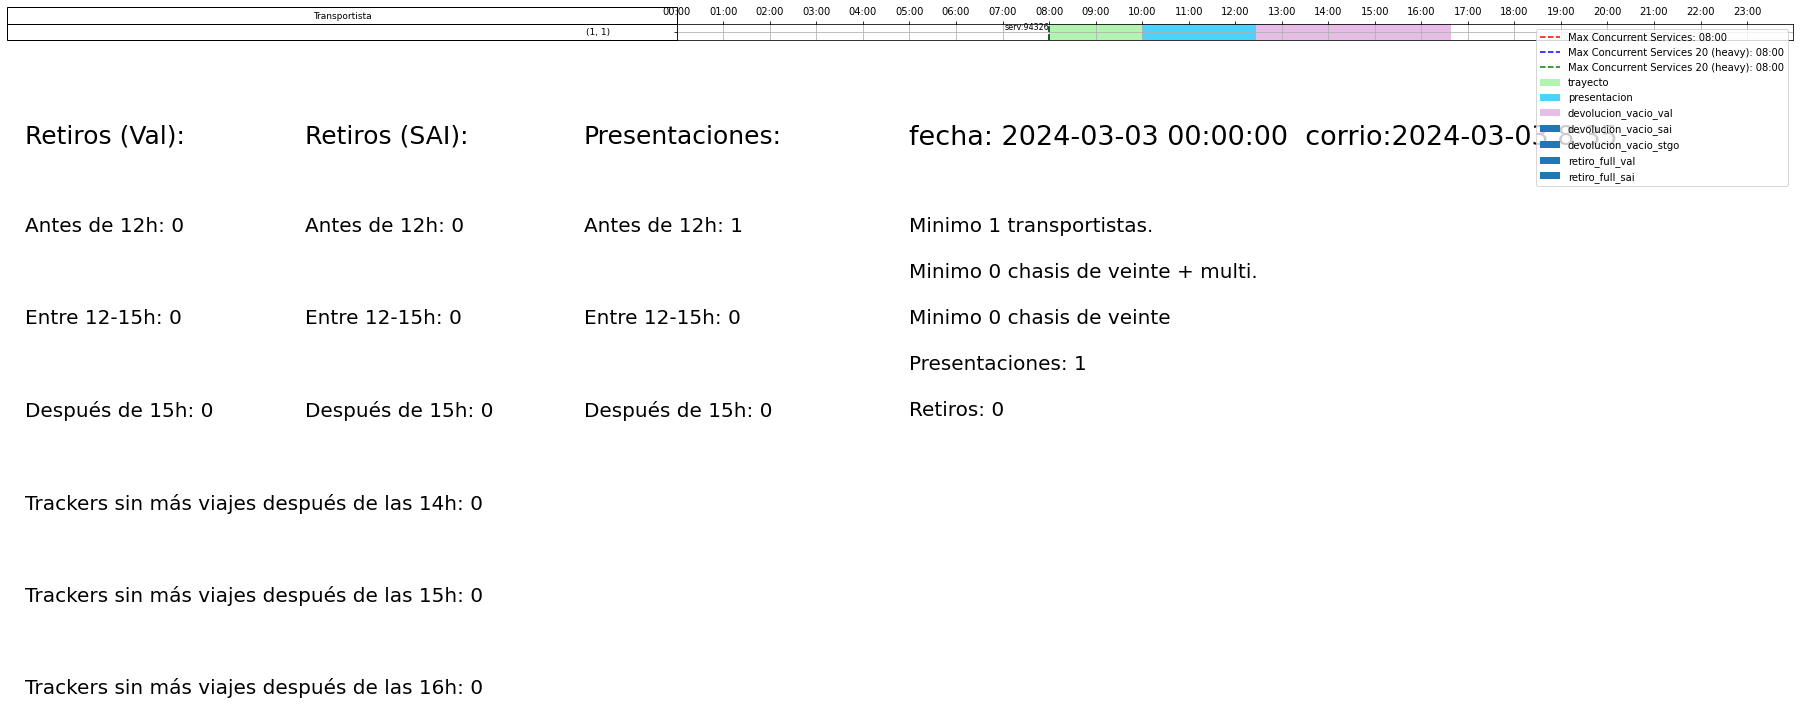 Transportista
00:00 01:00 02:00 03:00 04:00 05:00 06:00 07:00 08:00 09:00 10:00 11:00 12:00 13:00 14:00 15:00 16:00 17:00 18:00 19:00 20:00 21:00 22:00 23:00
(1, 1)
serv:94326
Max Concurrent Services: 08:00
Max Concurrent Services 20 (heavy): 08:00
Max Concurrent Services 20 (heavy): 08:00
trayecto
presentacion
devolucion_vacio_val
devolucion_vacio_sai
devolucion_vacio_stgo
retiro_full_val
retiro_full_sai
Retiros (Val):
Retiros (SAI):
Presentaciones:
fecha: 2024-03-03 00:00:00 corrio:2024-03-03
Antes de 12h: 0
Antes de 12h: 0
Antes de 12h: 1
Minimo 1 transportistas.
Minimo 0 chasis de veinte + multi.
Entre 12-15h: 0
Entre 12-15h: 0
Entre 12-15h: 0
Minimo 0 chasis de veinte
Presentaciones: 1
Después de 15h: 0
Después de 15h: 0
Después de 15h: 0
Retiros: 0
Trackers sin más viajes después de las 14h: 0
Trackers sin más viajes después de las 15h: 0
Trackers sin más viajes después de las 16h: 0